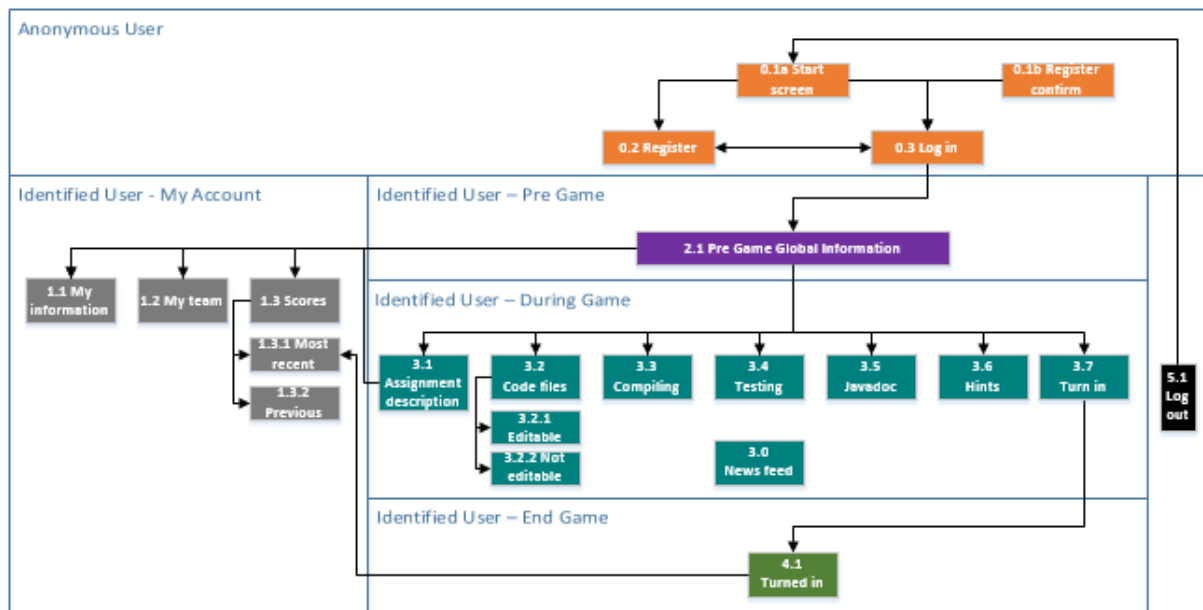 Anonymous User
0.1a Start
screen
0.1b Register
confirm
0.2 Register
0.3 Log in
Identified User - My Account
Identified User – Pre Game
2.1 Pre Game Global Information
1.1 My
information
1.2 My team
1.3 Scores
1.3.1 Most
recent
1.3.2
Previous
Identified User – During Game
3.1
Assignment
description
3.2
Code files
3.3
Compiling
3.4
Testing
3.5
Javadoc
3.6
Hints
3.7
Turn in
3.2.1
Editable
3.2.2 Not
editable
3.0
News feed
5.1
Log
out
Identified User – End Game
4.1
Turned in